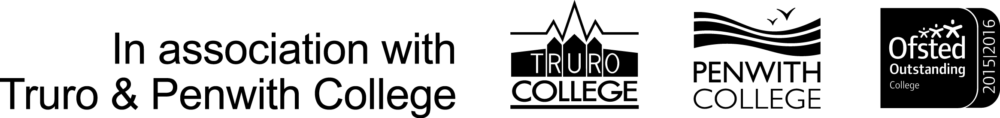 In association with
Truro & Penwith College
TRURO
COLLEGE
PENWITH
COLLEGE
Ofsted
Outstanding
College
2015|2016